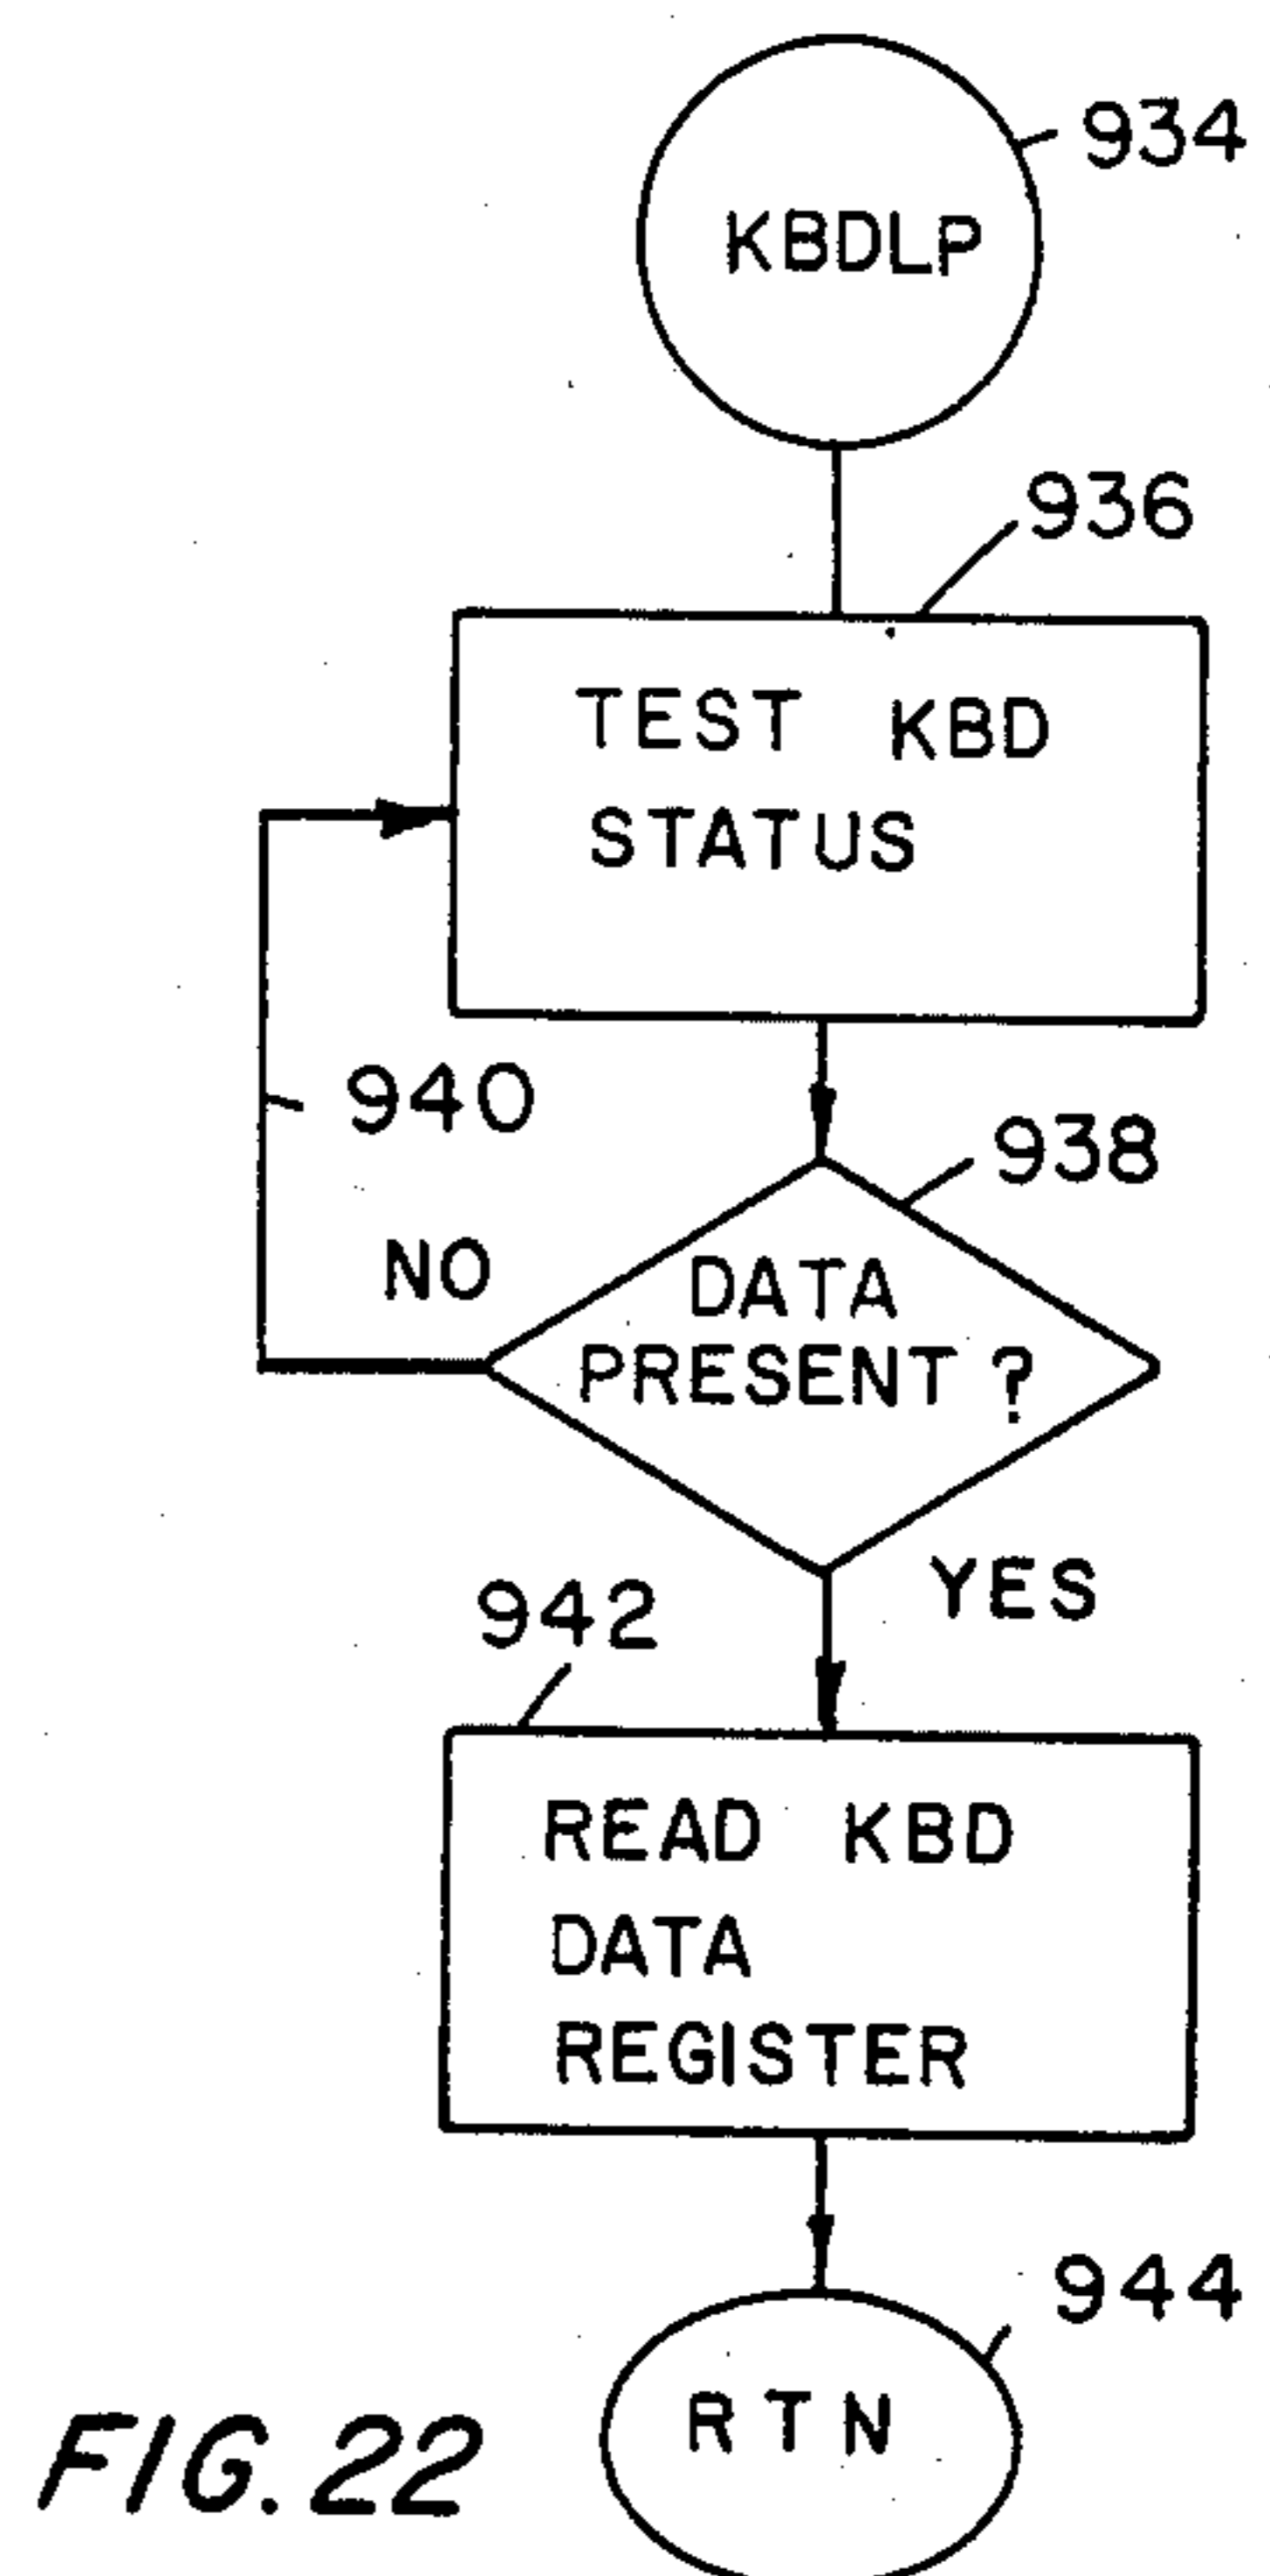 934
KBDLP
936
TEST KBD
STATUS
940
938
NO
DATA
PRESENT ?
YES
942
READ KBD
DATA
REGISTER
944
RTN
FIG. 22